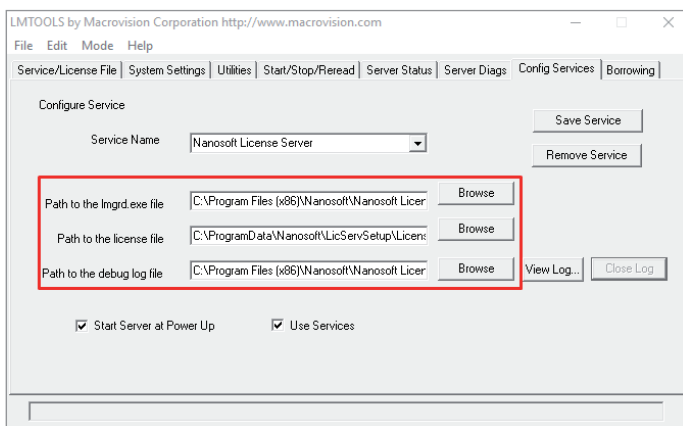 LMTOOLS by Macrovision Corporation http://www.macrovision.com
File Edit Mode Help
Service/License File System Settings Utilities Start/Stop/Reread Server Status Server Diags Config Services Borrowing
Configure Service
Save Service
Service Name Nanosoft License Server
Remove Service
Path to the lmgrd.exe file C:\Program Files (x86)\Nanosoft\Nanosoft Licer Browse
Path to the license file C:\ProgramData\Nanosoft\LicServSetup\Licens Browse
Path to the debug log file C:\Program Files (x86)\Nanosoft\Nanosoft Licer Browse View Log... Close Log
Start Server at Power Up Use Services